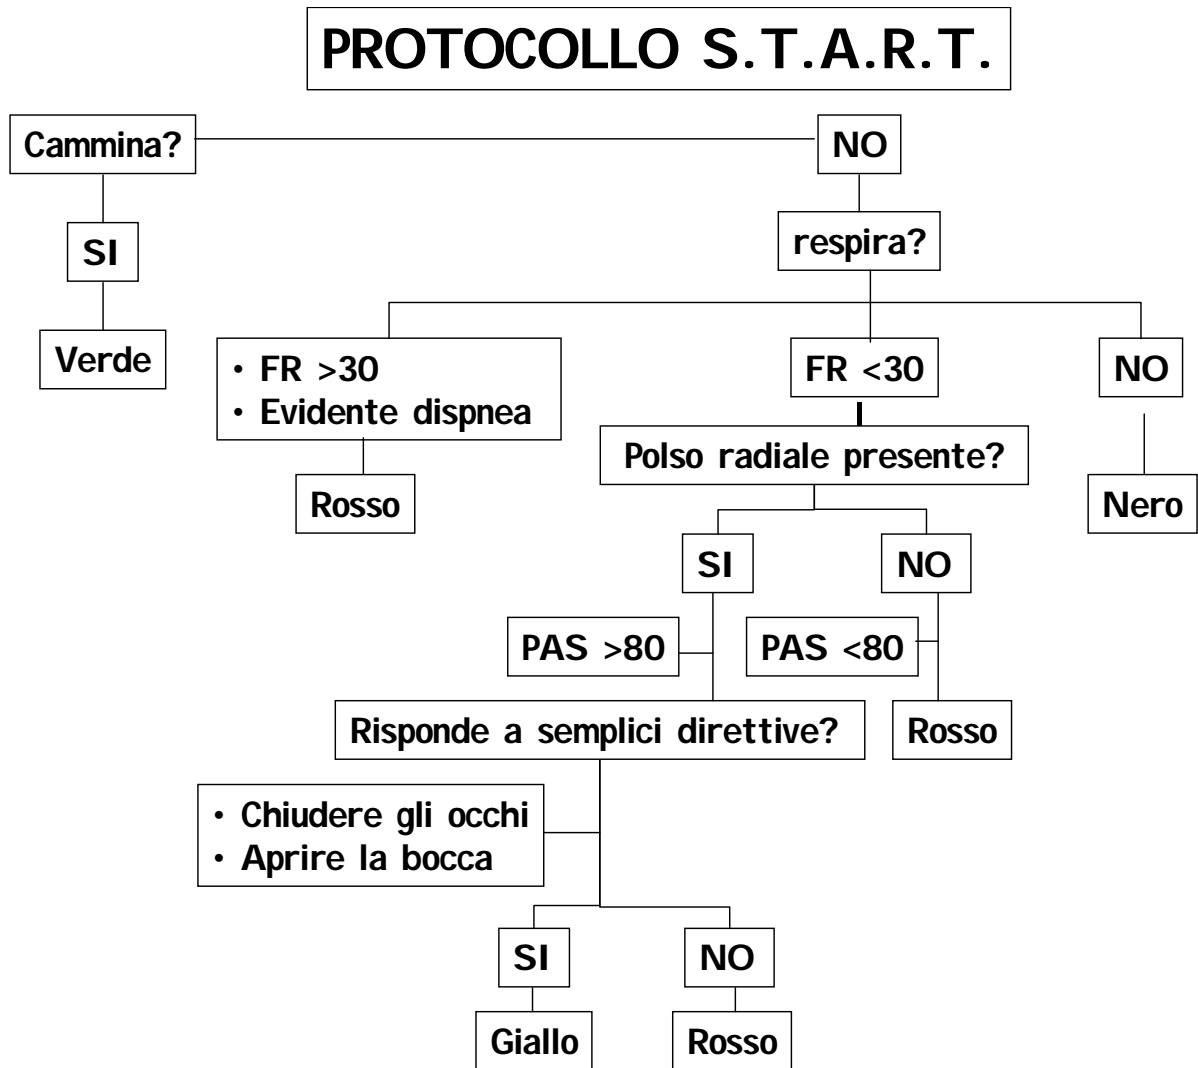 PROTOCOLLO S.T.A.R.T.
Cammina?
NO
SI
respira?
Verde
• FR >30
• Evidente dispnea
FR <30
NO
Polso radiale presente?
Rosso
Nero
SI
NO
PAS >80
PAS <80
Risponde a semplici direttive?
Rosso
• Chiudere gli occhi
• Aprire la bocca
SI
NO
Giallo
Rosso